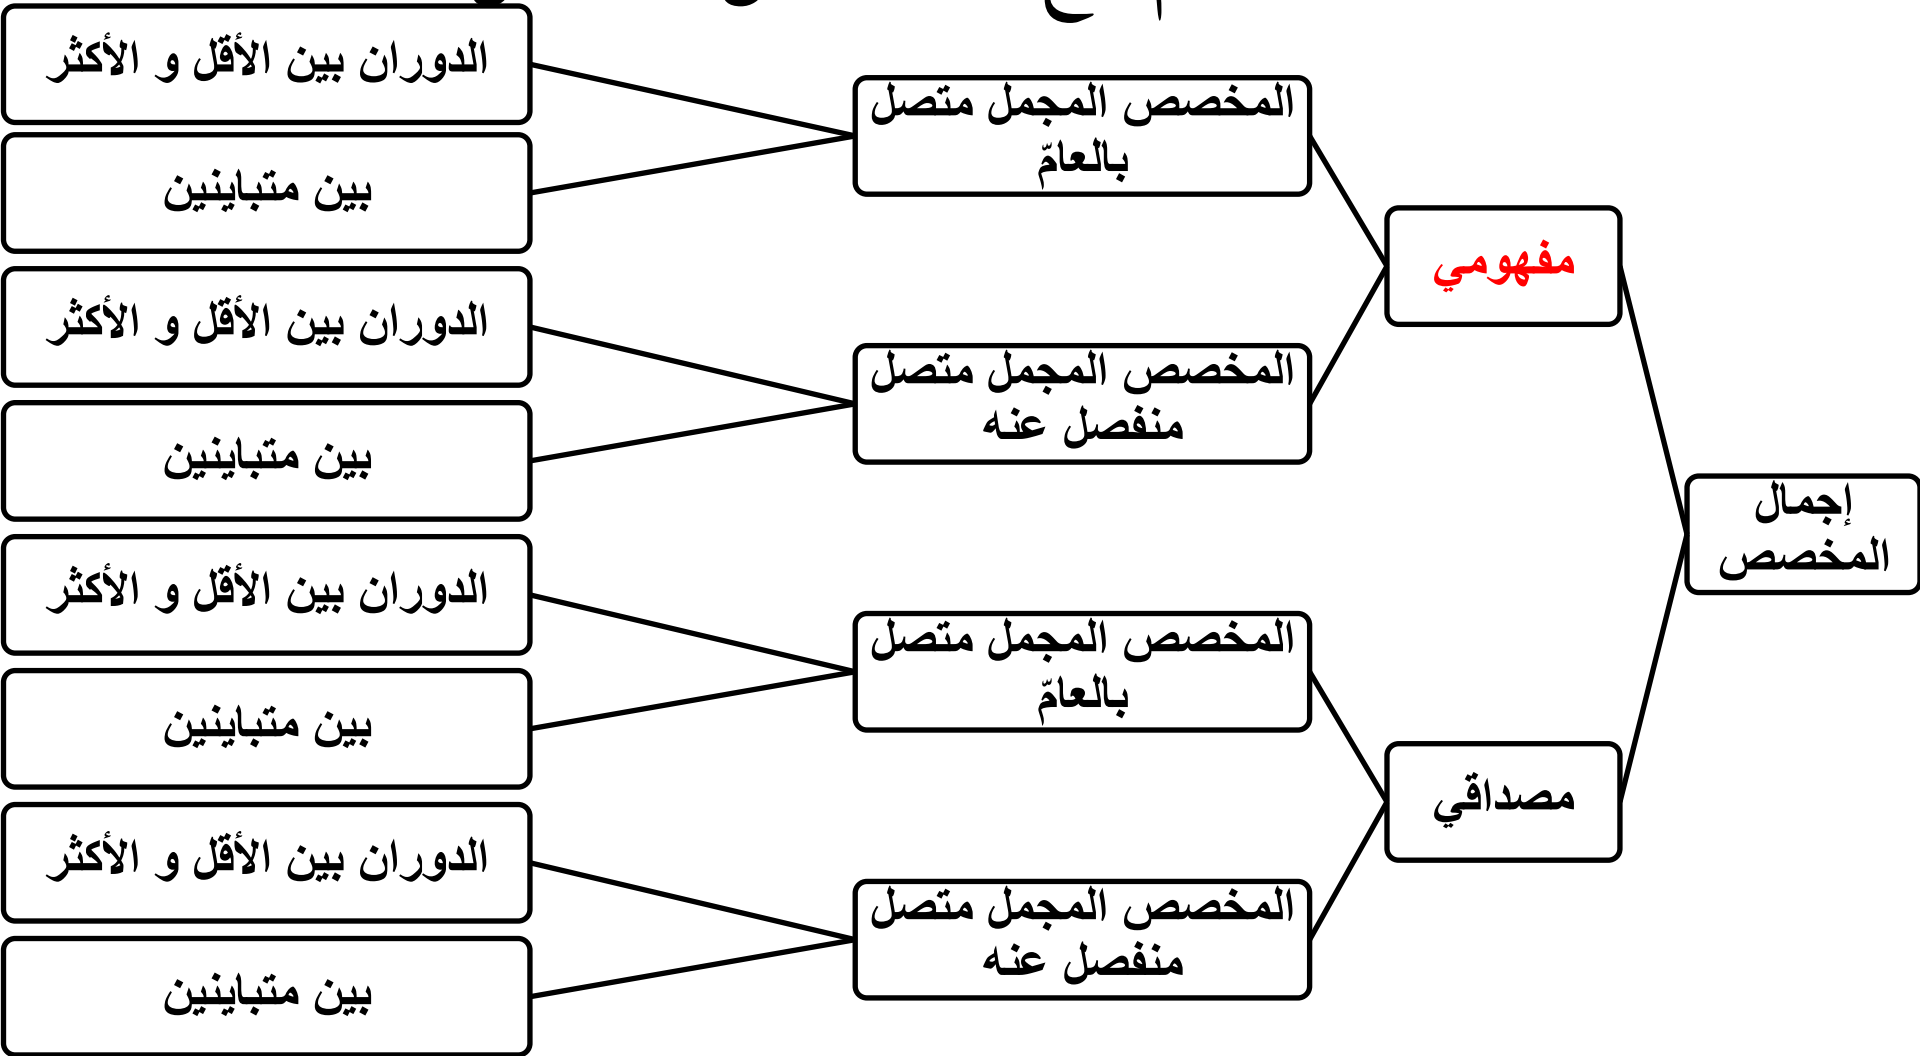 إجمال
المخصص
مفهومي
المخصص المجمل متصل
بالعامّ
الدوران بين الأقل و الأكثر
بين متباينين
المخصص المجمل متصل
منفصل عنه
الدوران بين الأقل و الأكثر
بين متباينين
مصداقي
المخصص المجمل متصل
بالعامّ
الدوران بين الأقل و الأكثر
بين متباينين
المخصص المجمل متصل
منفصل عنه
الدوران بين الأقل و الأكثر
بين متباينين